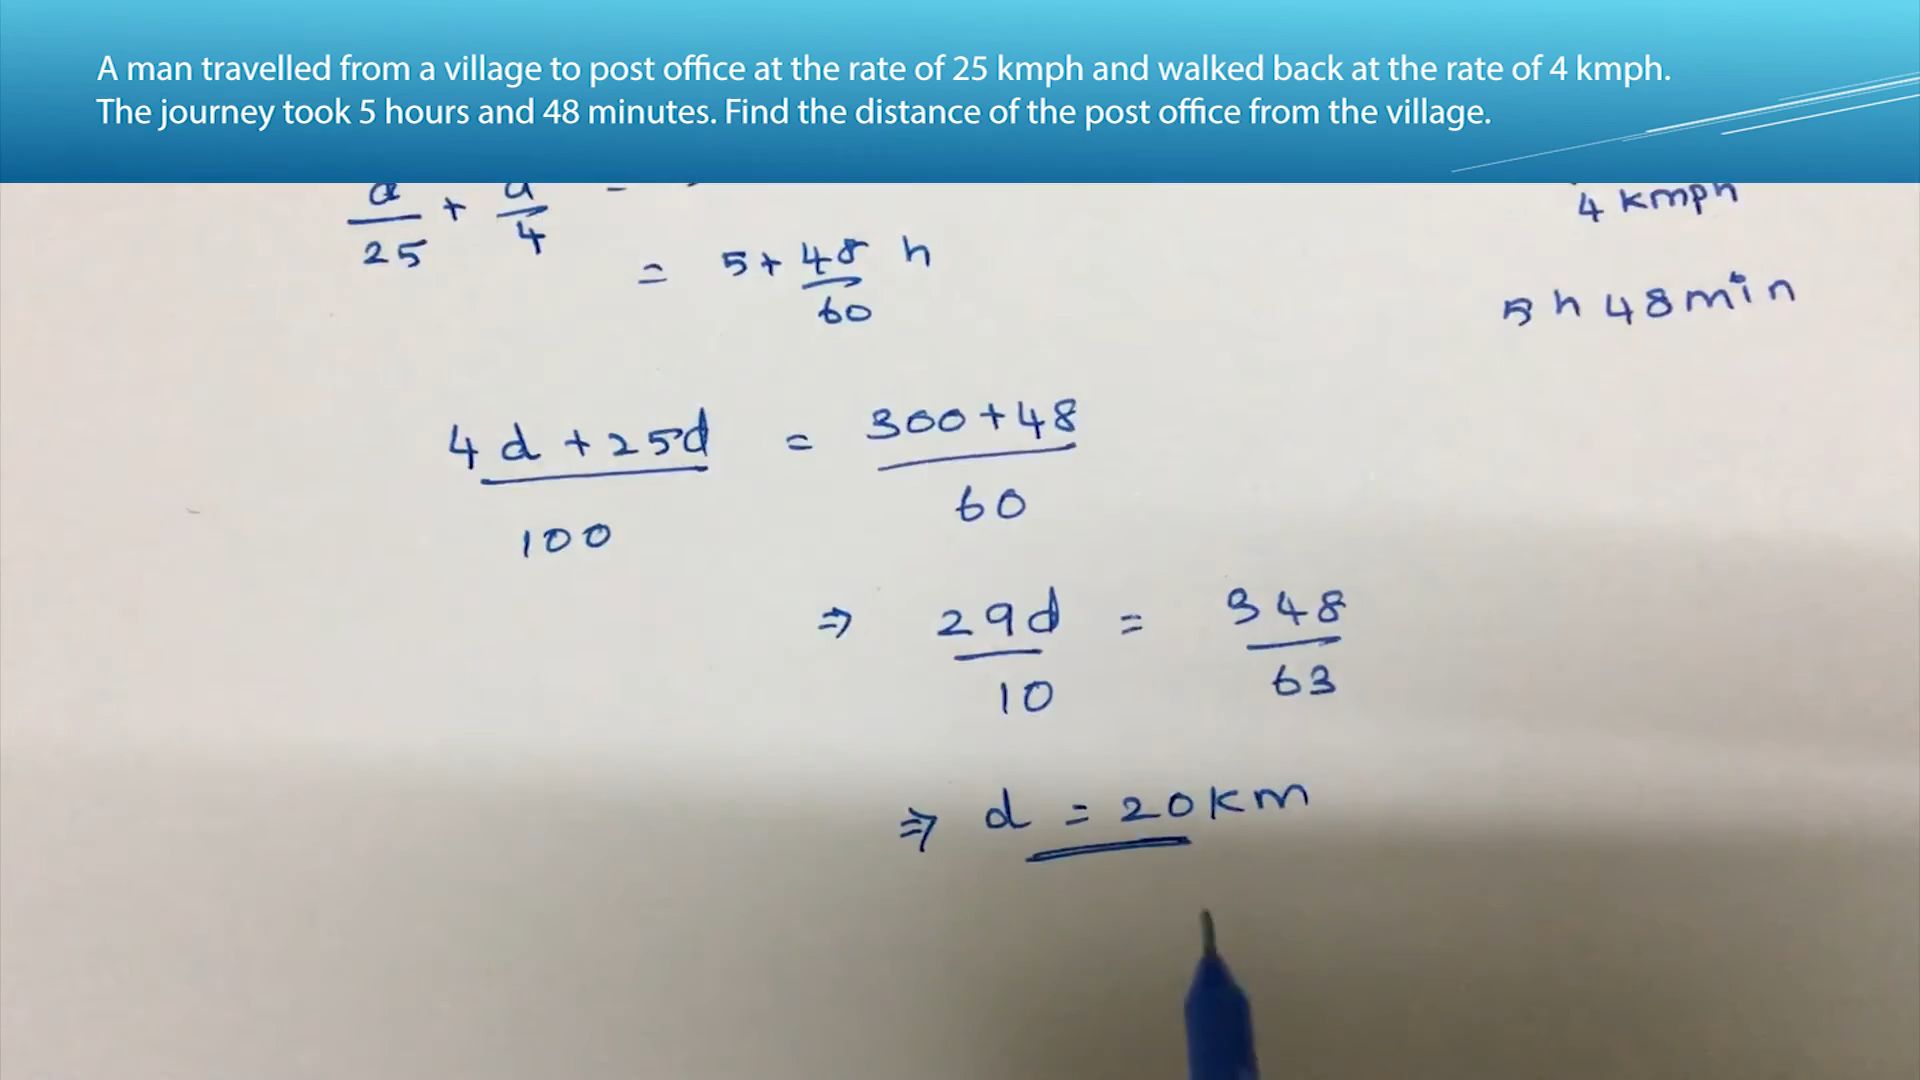 A man travelled from a village to post office at the rate of 25 kmph and walked back at the rate of 4 kmph.
The journey took 5 hours and 48 minutes. Find the distance of the post office from the village.
d/25 + d/4
4 kmph
= 5 + 48/60 h
5 h 48 min
4d + 25d / 100 = 300 + 48 / 60
⇒ 29d / 10 = 348 / 63
⇒ d = 20 km